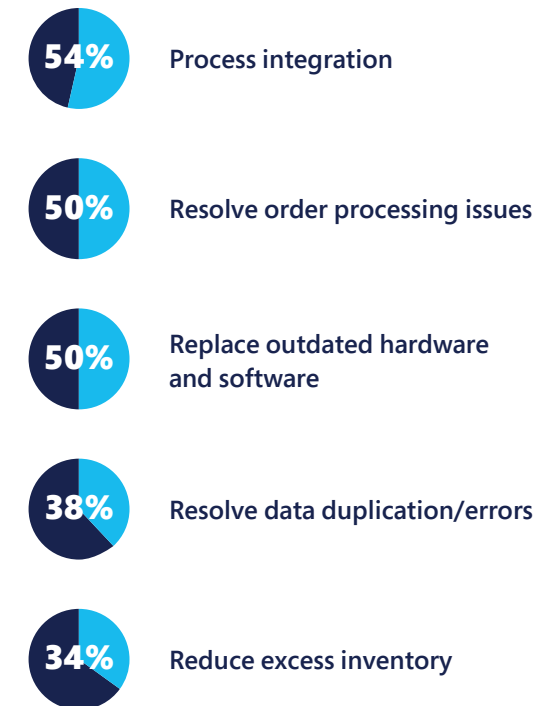 54%
Process integration
50%
Resolve order processing issues
50%
Replace outdated hardware
and software
38%
Resolve data duplication/errors
34%
Reduce excess inventory